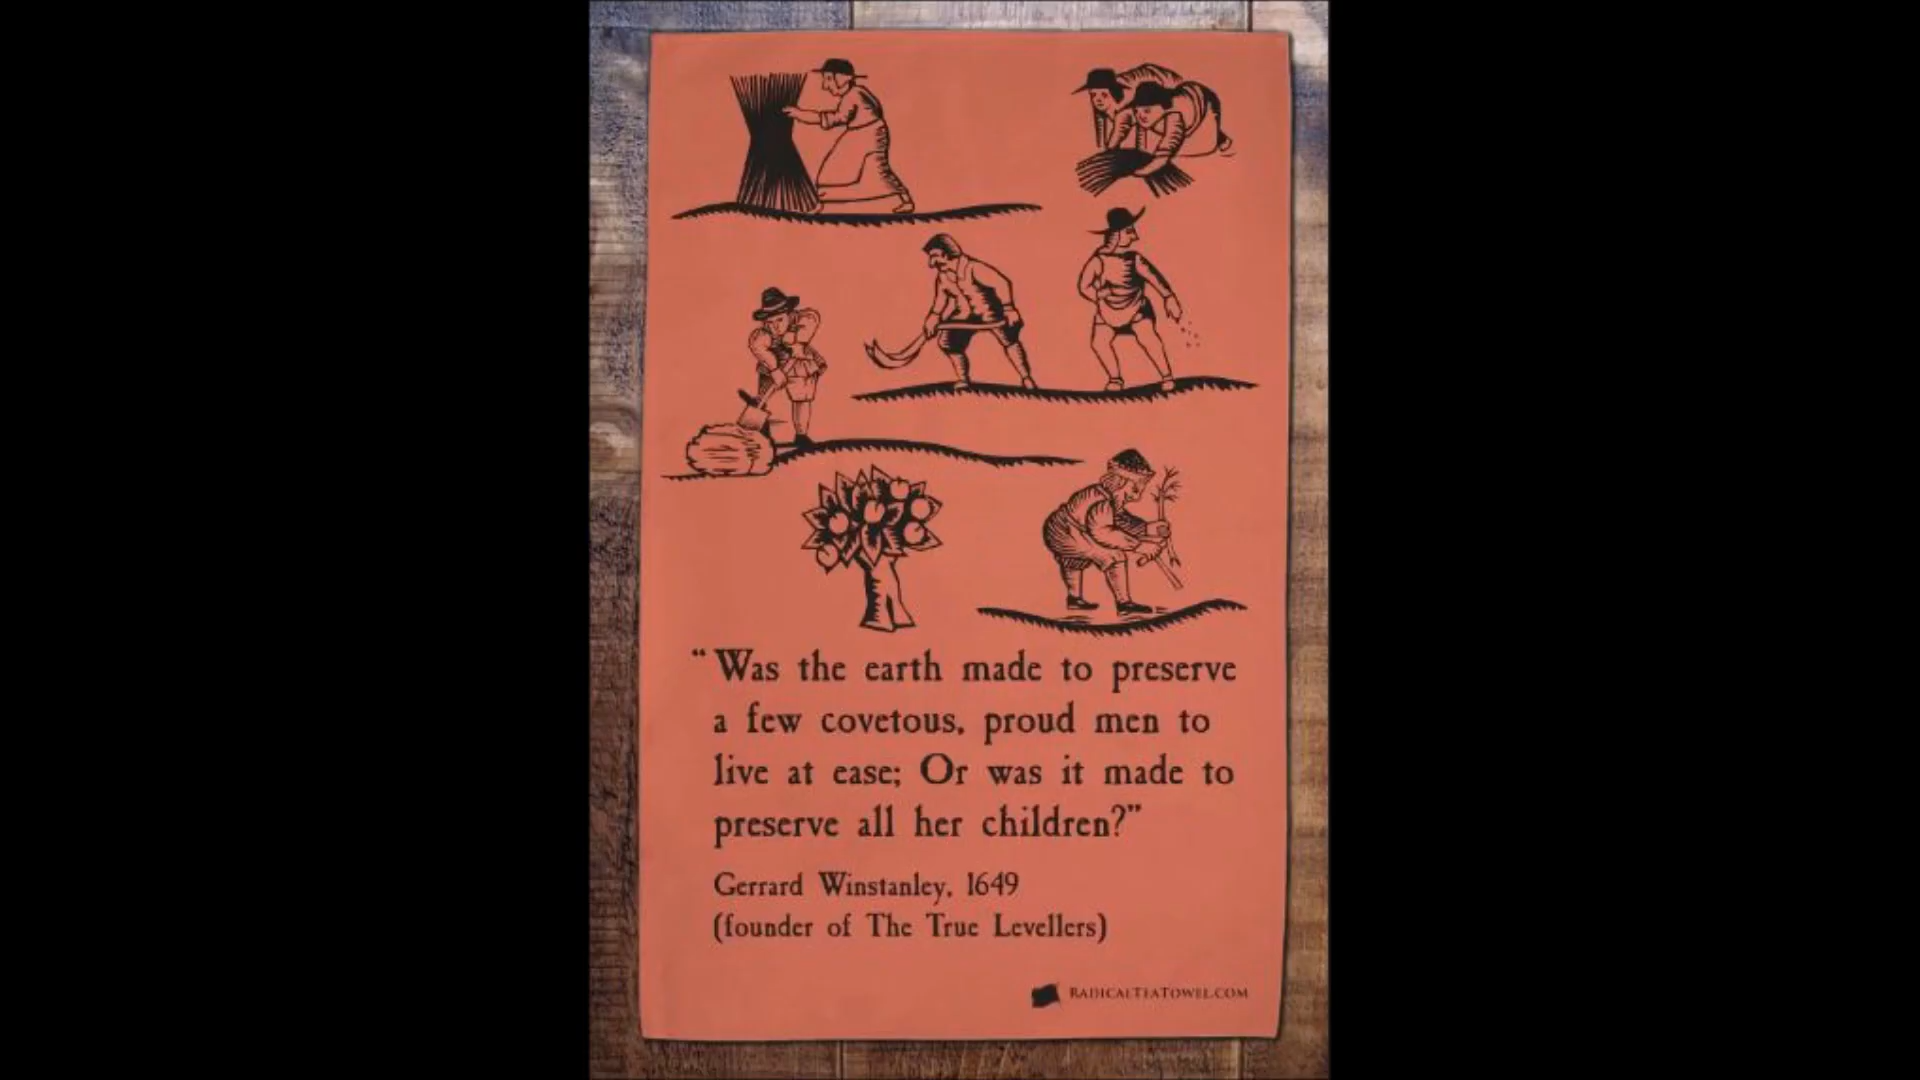 “Was the earth made to preserve
a few covetous, proud men to
live at ease; Or was it made to
preserve all her children?”
Gerrard Winstanley, 1649
(founder of The True Levellers)
RADICALTEATOWEL.COM